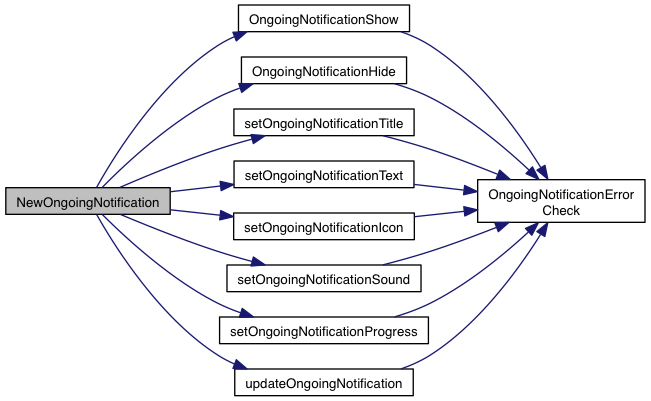 OngoingNotificationShow
OngoingNotificationHide
setOngoingNotificationTitle
setOngoingNotificationText
NewOngoingNotification
OngoingNotificationError
Check
setOngoingNotificationIcon
setOngoingNotificationSound
setOngoingNotificationProgress
updateOngoingNotification